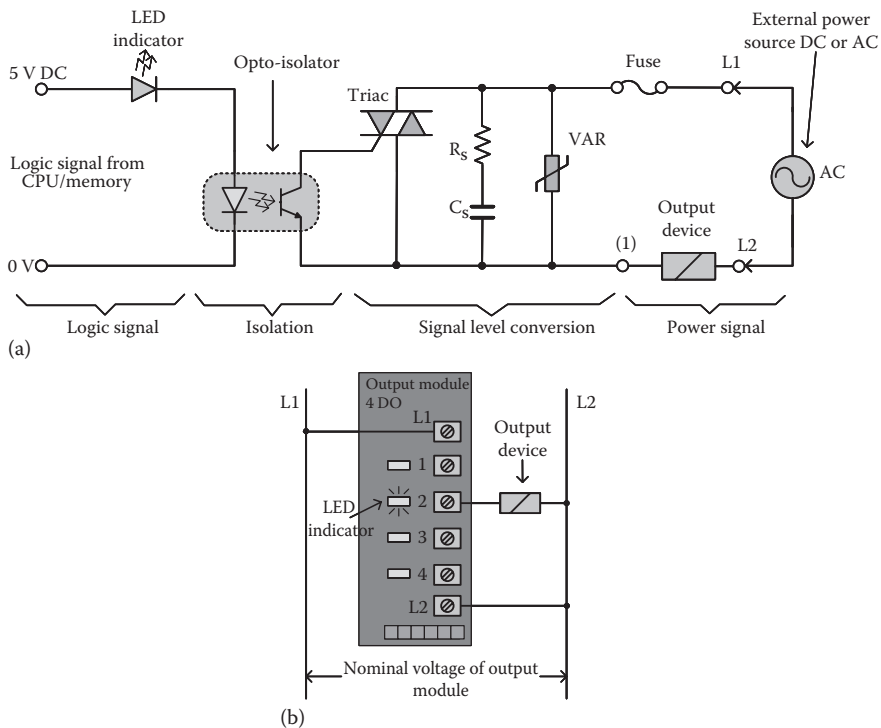 LED
indicator
External power
source DC or AC
5 V DC
Opto-isolator
Fuse
L1
Triac
Logic signal from
CPU/memory
Rs
VAR
AC
Cs
Output
device
(1)
L2
0 V
Logic signal
Isolation
Signal level conversion
Power signal
(a)
L1
Output module
4 DO
L1
L2
Output
device
1
LED
indicator
2
3
4
L2
Nominal voltage of output
module
(b)